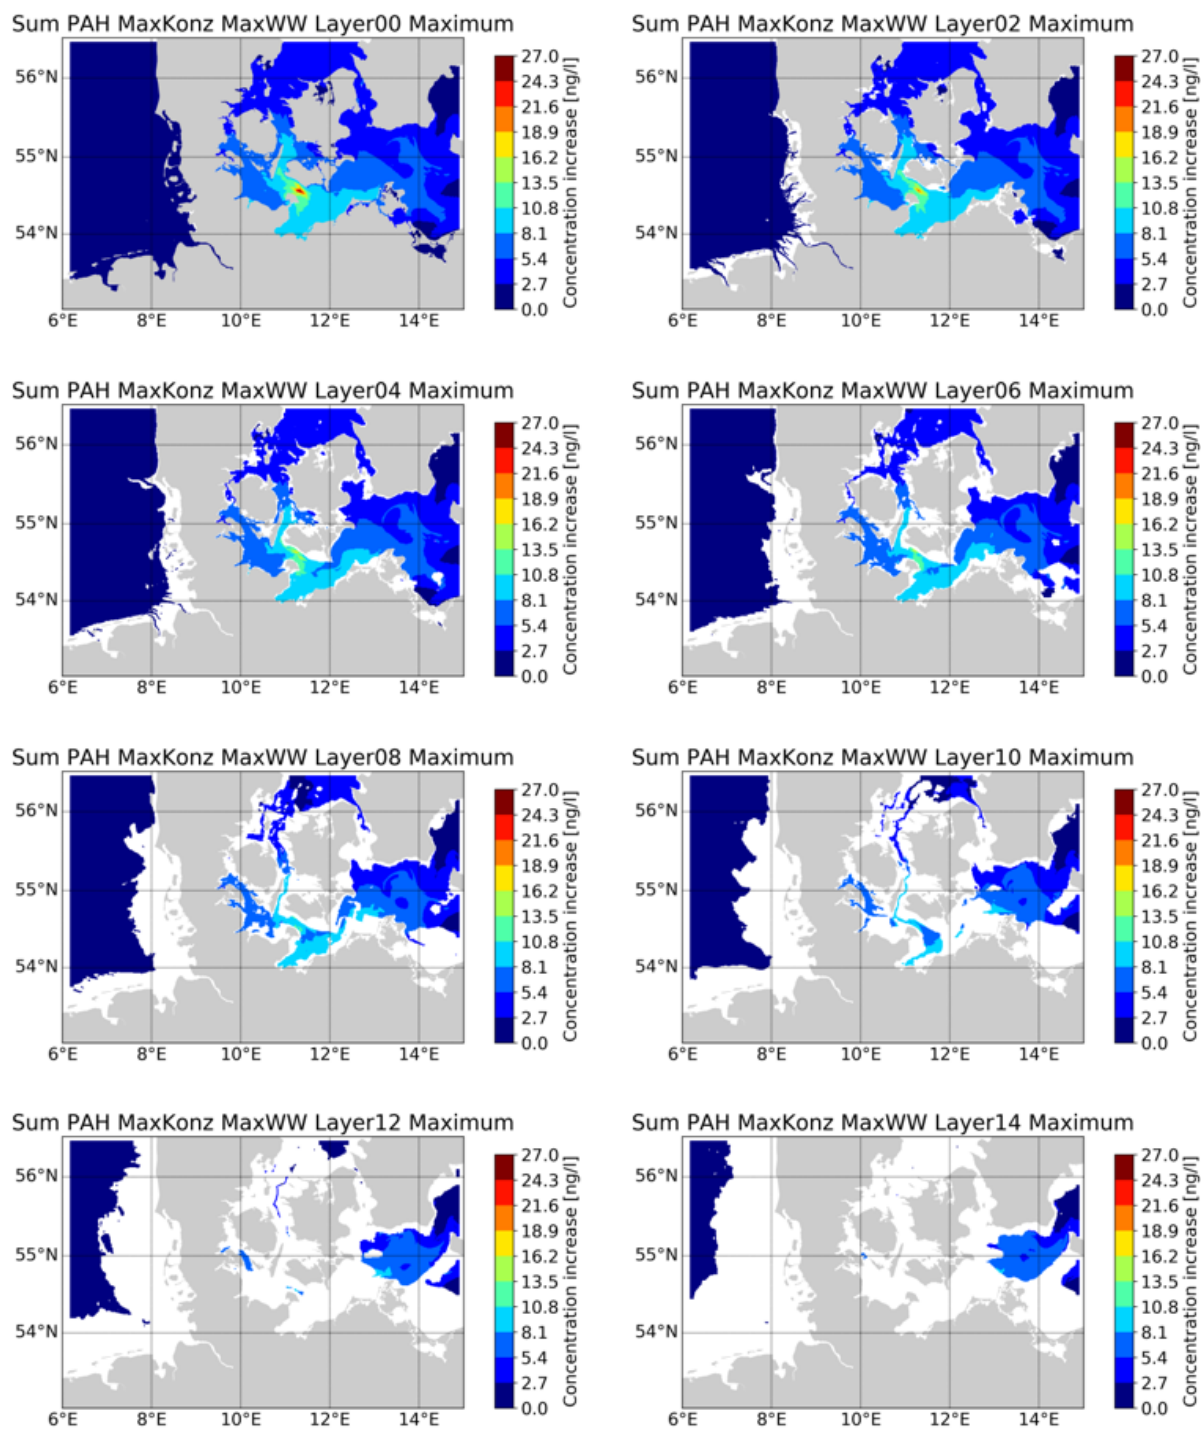 Sum PAH MaxKonz MaxWW Layer00 Maximum
56°N
55°N
54°N
6°E 8°E 10°E 12°E 14°E
27.0
24.3
21.6
18.9
16.2
13.5
10.8
8.1
5.4
2.7
0.0
Concentration increase [ng/l]
Sum PAH MaxKonz MaxWW Layer02 Maximum
56°N
55°N
54°N
6°E 8°E 10°E 12°E 14°E
27.0
24.3
21.6
18.9
16.2
13.5
10.8
8.1
5.4
2.7
0.0
Concentration increase [ng/l]
Sum PAH MaxKonz MaxWW Layer04 Maximum
56°N
55°N
54°N
6°E 8°E 10°E 12°E 14°E
27.0
24.3
21.6
18.9
16.2
13.5
10.8
8.1
5.4
2.7
0.0
Concentration increase [ng/l]
Sum PAH MaxKonz MaxWW Layer06 Maximum
56°N
55°N
54°N
6°E 8°E 10°E 12°E 14°E
27.0
24.3
21.6
18.9
16.2
13.5
10.8
8.1
5.4
2.7
0.0
Concentration increase [ng/l]
Sum PAH MaxKonz MaxWW Layer08 Maximum
56°N
55°N
54°N
6°E 8°E 10°E 12°E 14°E
27.0
24.3
21.6
18.9
16.2
13.5
10.8
8.1
5.4
2.7
0.0
Concentration increase [ng/l]
Sum PAH MaxKonz MaxWW Layer10 Maximum
56°N
55°N
54°N
6°E 8°E 10°E 12°E 14°E
27.0
24.3
21.6
18.9
16.2
13.5
10.8
8.1
5.4
2.7
0.0
Concentration increase [ng/l]
Sum PAH MaxKonz MaxWW Layer12 Maximum
56°N
55°N
54°N
6°E 8°E 10°E 12°E 14°E
27.0
24.3
21.6
18.9
16.2
13.5
10.8
8.1
5.4
2.7
0.0
Concentration increase [ng/l]
Sum PAH MaxKonz MaxWW Layer14 Maximum
56°N
55°N
54°N
6°E 8°E 10°E 12°E 14°E
27.0
24.3
21.6
18.9
16.2
13.5
10.8
8.1
5.4
2.7
0.0
Concentration increase [ng/l]